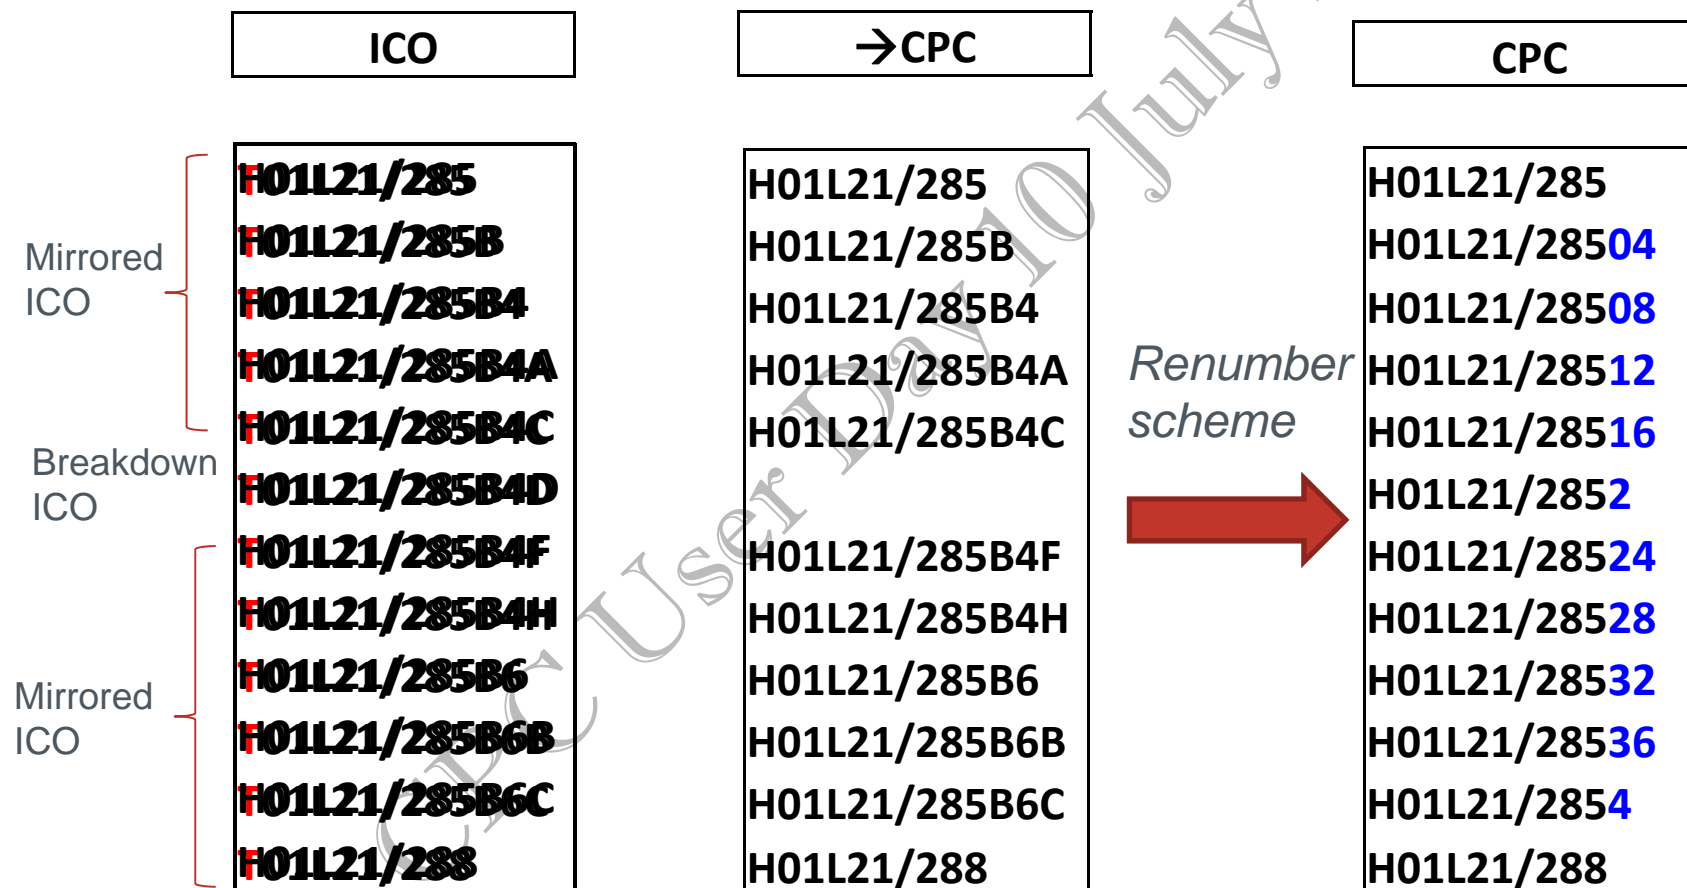 ICO
Mirrored
ICO
Breakdown
ICO
Mirrored
ICO
H01L21/285
H01L21/285B
H01L21/285B4
H01L21/285B4A
H01L21/285B4C
H01L21/285B4D
H01L21/285B4F
H01L21/285B4H
H01L21/285B6
H01L21/285B6B
H01L21/285B6C
H01L21/288
→CPC
H01L21/285
H01L21/285B
H01L21/285B4
H01L21/285B4A
H01L21/285B4C
H01L21/285B4F
H01L21/285B4H
H01L21/285B6
H01L21/285B6B
H01L21/285B6C
H01L21/288
Renumber
scheme
CPC
H01L21/285
H01L21/28504
H01L21/28508
H01L21/28512
H01L21/28516
H01L21/2852
H01L21/28524
H01L21/28528
H01L21/28532
H01L21/28536
H01L21/2854
H01L21/288
CPC User Day 10 July